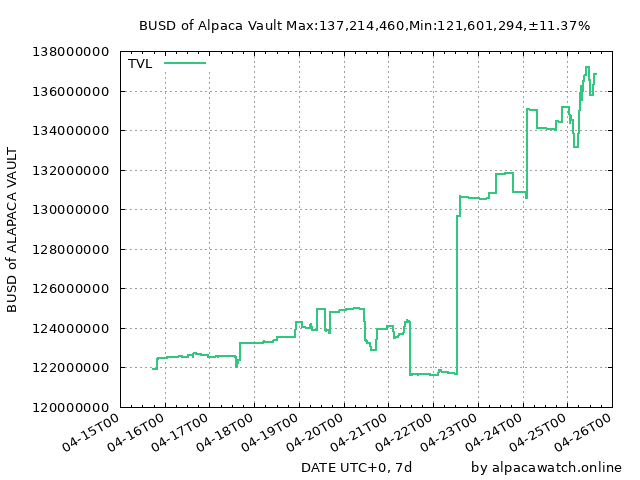 BUSD of Alpaca Vault Max:137,214,460,Min:121,601,294,±11.37%
TVL
138000000
136000000
134000000
132000000
130000000
128000000
126000000
124000000
122000000
120000000
BUSD of ALAPACA VAULT
04-15T00
04-16T00
04-17T00
04-18T00
04-19T00
04-20T00
04-21T00
04-22T00
04-23T00
04-24T00
04-25T00
04-26T00
DATE UTC+0, 7d
by alpacawatch.online